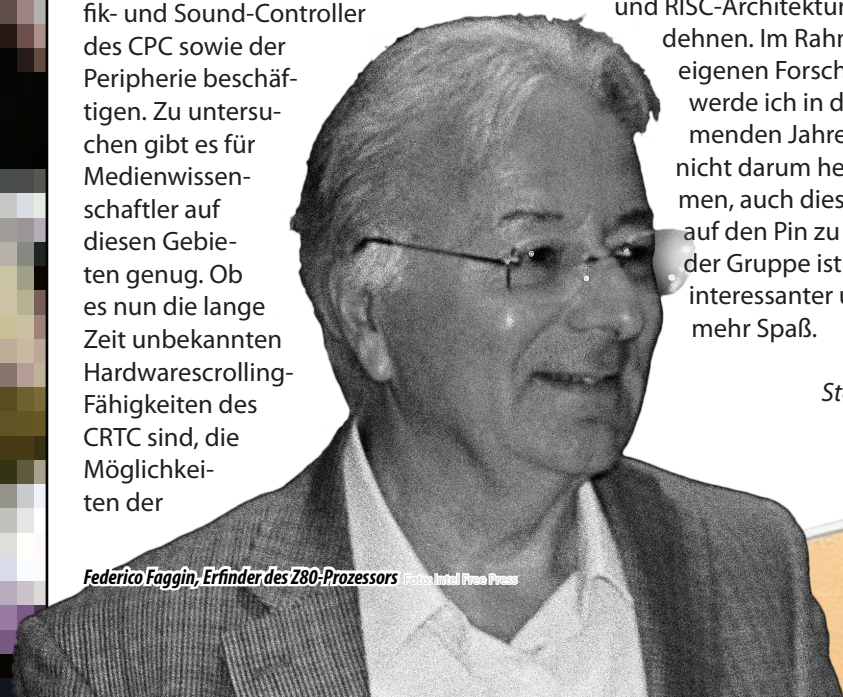 fik- und Sound-Controller
des CPC sowie der
Peripherie beschäf-
tigen. Zu untersu-
chen gibt es für
Medienwissen-
schaftler auf
diesen Gebie-
ten genug. Ob
es nun die lange
Zeit unbekannten
Hardwarescrolling-
Fähigkeiten des
CRTC sind, die
Möglichkei-
ten der
Federico Faggin, Erfinder des Z80-Prozessors Foto: Intel Free Press
und RISC-Architektur
dehnen. Im Rahm
eigenen Forsch
werde ich in d
menden Jahre
nicht darum he
men, auch dies
auf den Pin zu
der Gruppe ist
interessanter u
mehr Spaß.
St